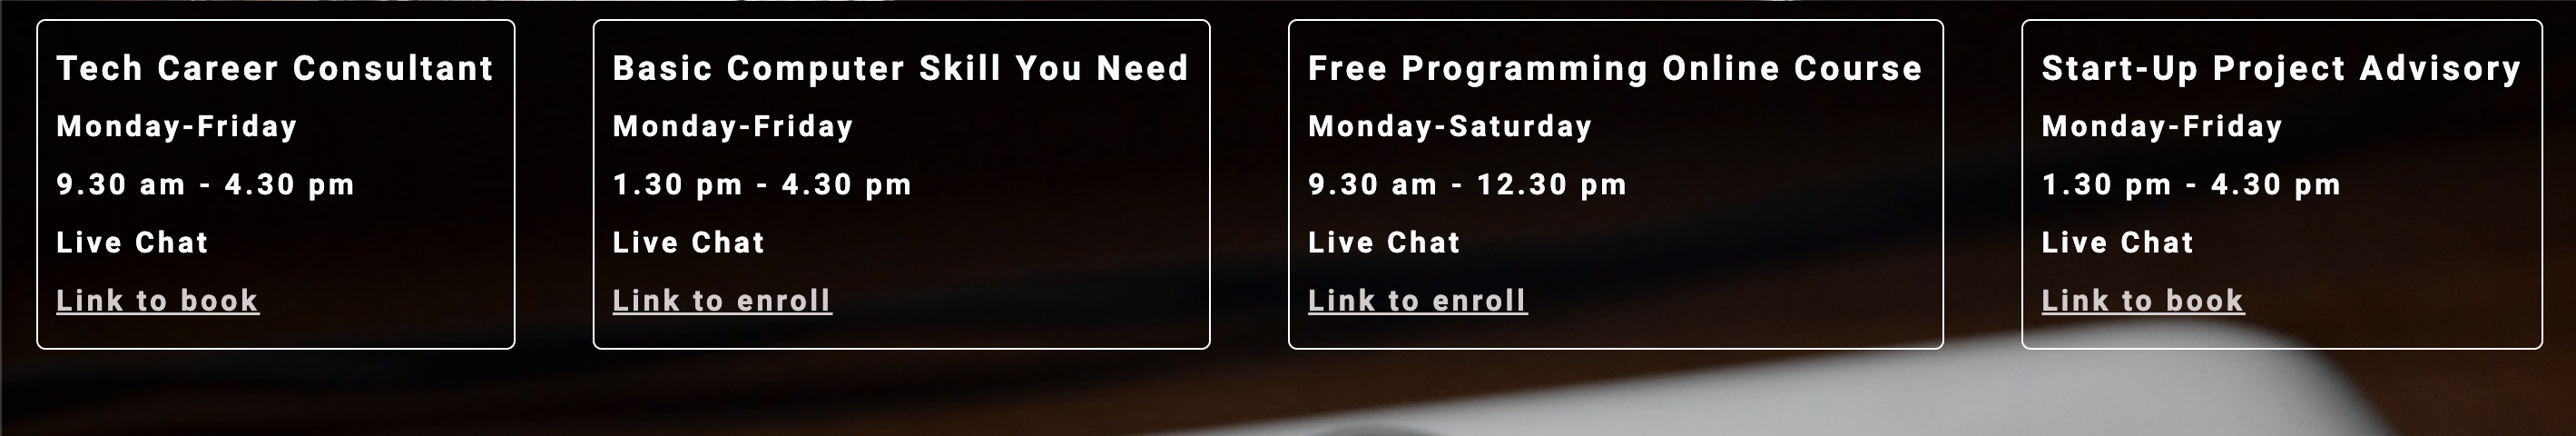 Tech Career Consultant
Monday-Friday
9.30 am - 4.30 pm
Live Chat
Link to book
Basic Computer Skill You Need
Monday-Friday
1.30 pm - 4.30 pm
Live Chat
Link to enroll
Free Programming Online Course
Monday-Saturday
9.30 am - 12.30 pm
Live Chat
Link to enroll
Start-Up Project Advisory
Monday-Friday
1.30 pm - 4.30 pm
Live Chat
Link to book